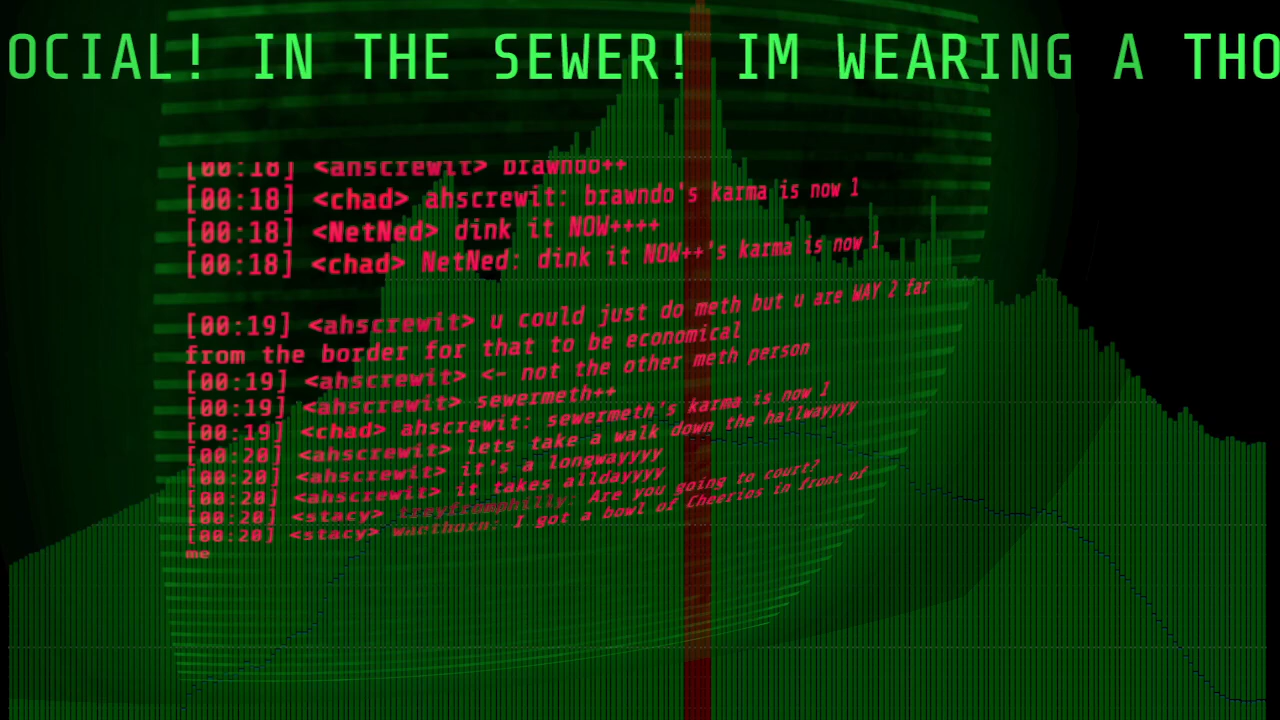 OCIAL! IN THE SEWER! IM WEARING A THO
[00:18] <ahscrewit> brawndo++
[00:18] <chad> ahscrewit: brawndo's karma is now 1
[00:18] <NetNed> dink it NOW++++
[00:18] <chad> NetNed: dink it NOW++'s karma is now 1
[00:19] <ahscrewit> u could just do meth but u are WAY 2 far
from the border for that to be economical
[00:19] <ahscrewit> <- not the other meth person
[00:19] <ahscrewit> sewermeth++
[00:19] <chad> ahscrewit: sewermeth's karma is now 1
[00:20] <ahscrewit> lets take a walk down the hallwayyyy
[00:20] <ahscrewit> it's a longwayyyy
[00:20] <ahscrewit> it takes alldayyyy
[00:20] <stacy> treyfromphilly: Are you going to court?
[00:20] <stacy> warthorn: I got a bowl of Cheerios in front of
me